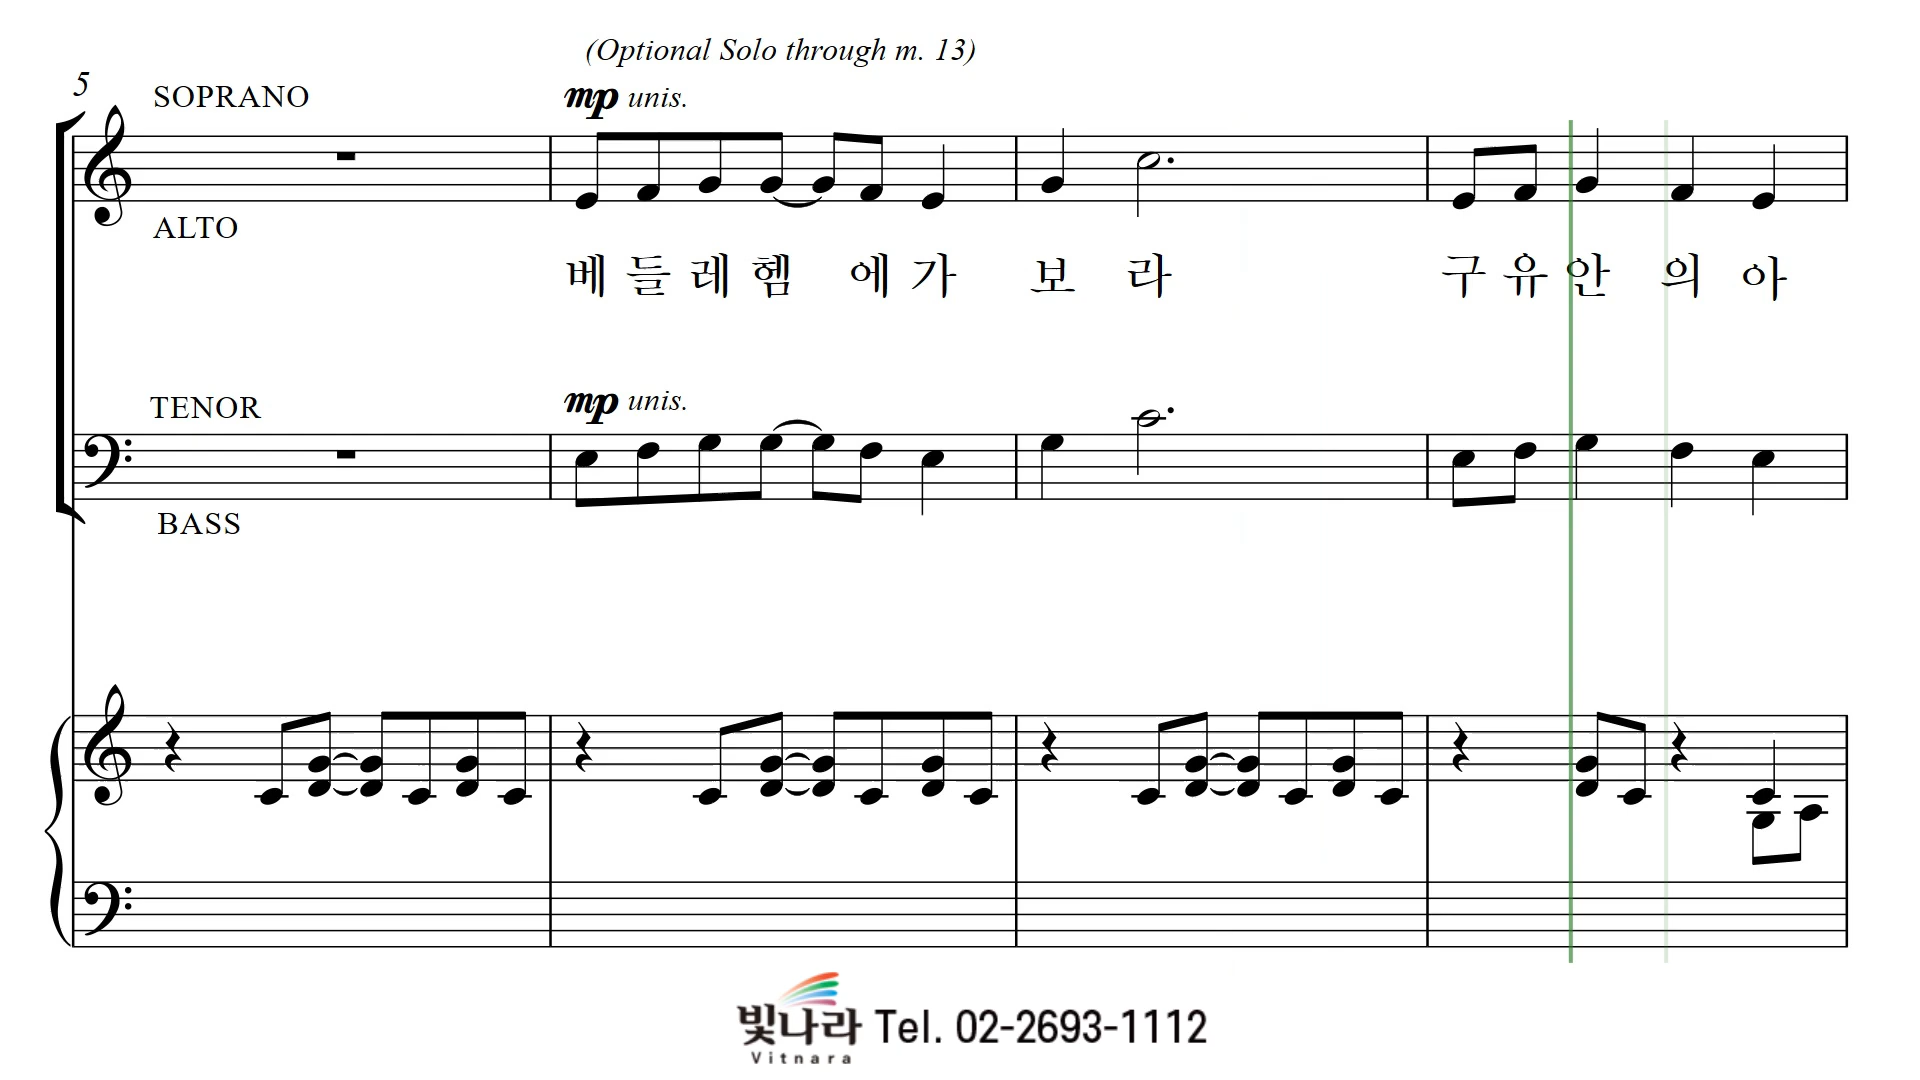 (Optional Solo through m. 13)
5
SOPRANO
mp unis.
ALTO
베 들 레 헴 에 가 보 라 구 유 안 의 아
TENOR
mp unis.
BASS
빛나라 Tel. 02-2693-1112
Vitnara